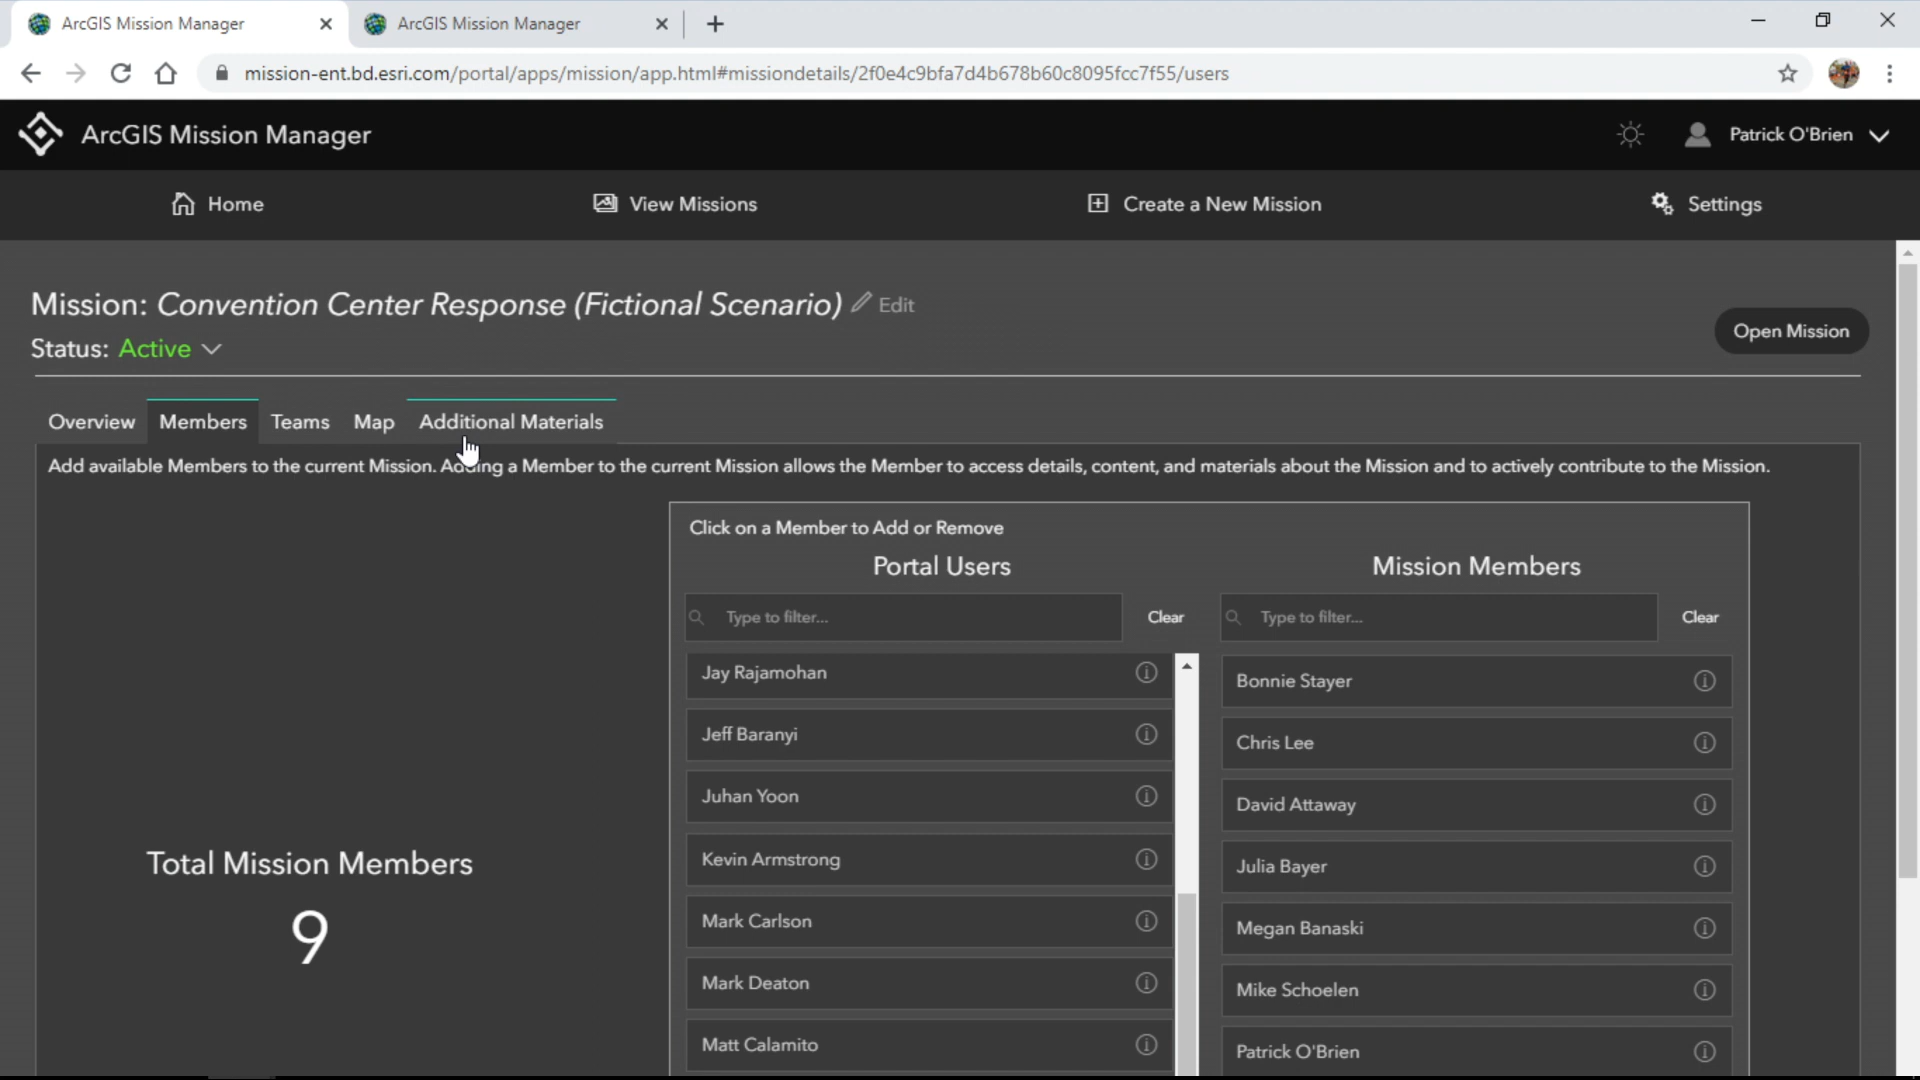 ArcGIS Mission Manager
ArcGIS Mission Manager
mission-ent.bd.esri.com/portal/apps/mission/app.html#missiondetails/2f0e4c9bfa7d4b678b60c8095fcc7f55/users
ArcGIS Mission Manager
Patrick O'Brien
Home
View Missions
Create a New Mission
Settings
Mission: Convention Center Response (Fictional Scenario)
Edit
Status: Active
Open Mission
Overview
Members
Teams
Map
Additional Materials
Add available Members to the current Mission. Adding a Member to the current Mission allows the Member to access details, content, and materials about the Mission and to actively contribute to the Mission.
Click on a Member to Add or Remove
Portal Users
Type to filter...
Clear
Jay Rajamohan
Jeff Baranyi
Juhan Yoon
Kevin Armstrong
Mark Carlson
Mark Deaton
Matt Calamito
Mission Members
Type to filter...
Clear
Bonnie Stayer
Chris Lee
David Attaway
Julia Bayer
Megan Banaski
Mike Schoelen
Patrick O'Brien
Total Mission Members
9